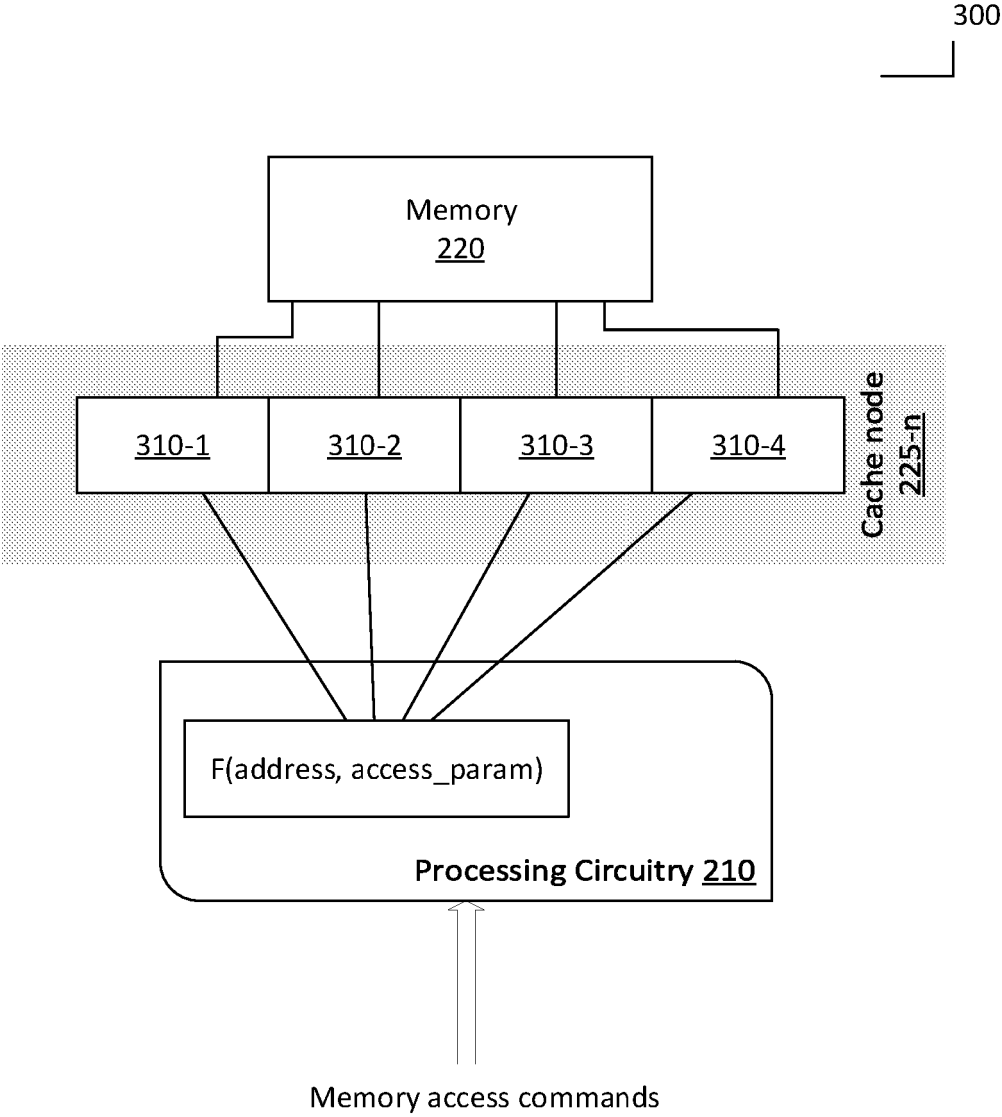 300
Memory
220
310-1
310-2
310-3
310-4
Cache node
225-n
F(address, access_param)
Processing Circuitry 210
Memory access commands